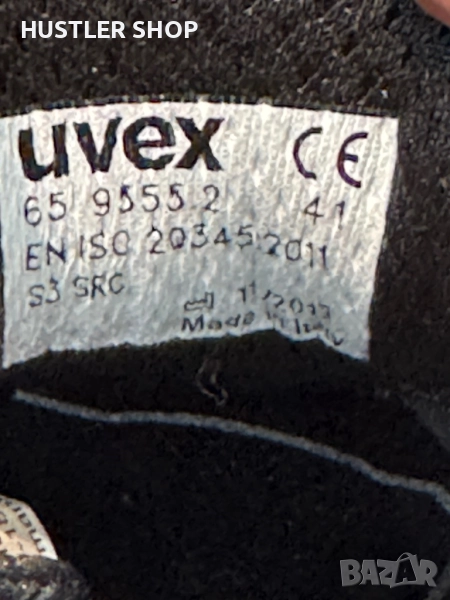 HUSTLER SHOP
uvex CE
65 9555.2 41
EN ISO 20345:2011
S3 SRC
11/2013
Made in Italy
BAZAR